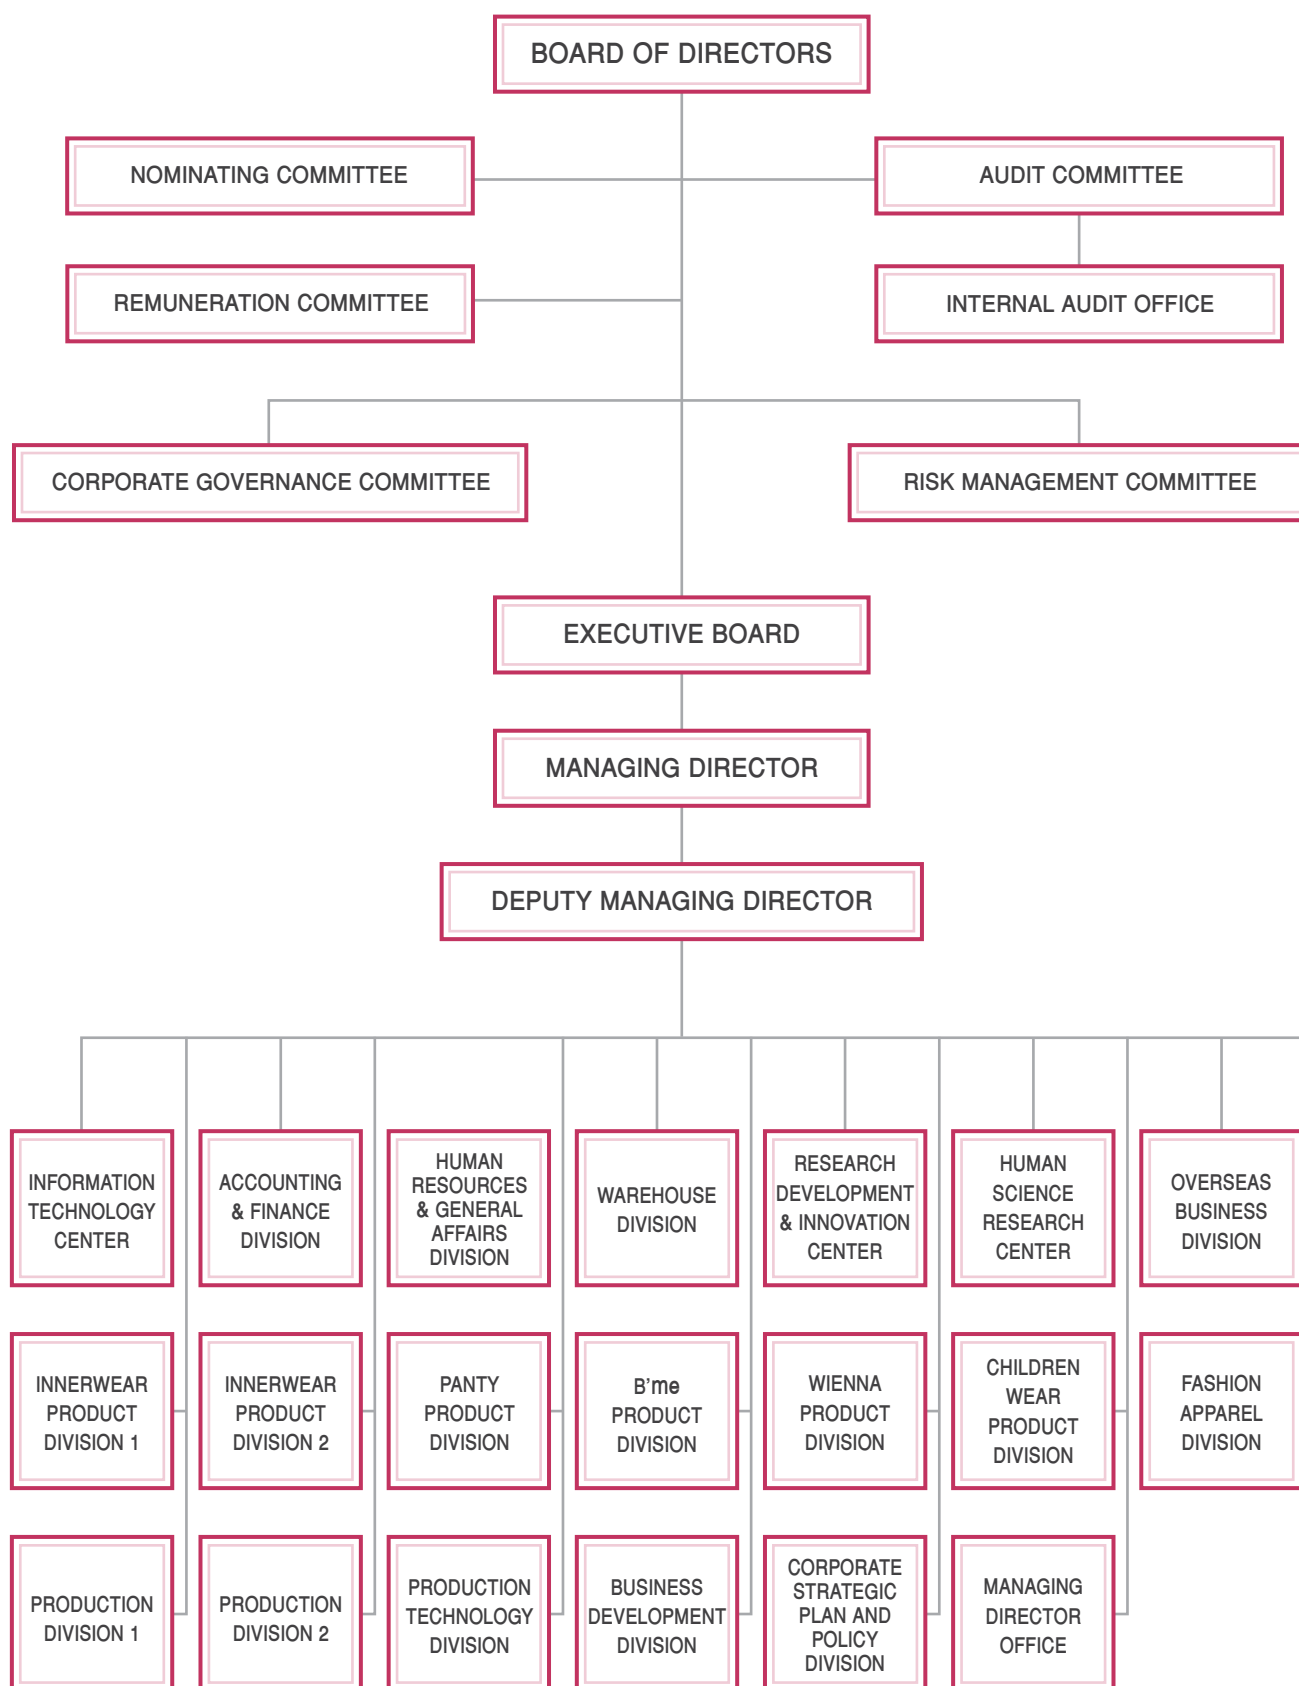 BOARD OF DIRECTORS
NOMINATING COMMITTEE
AUDIT COMMITTEE
REMUNERATION COMMITTEE
INTERNAL AUDIT OFFICE
CORPORATE GOVERNANCE COMMITTEE
RISK MANAGEMENT COMMITTEE
EXECUTIVE BOARD
MANAGING DIRECTOR
DEPUTY MANAGING DIRECTOR
INFORMATION
TECHNOLOGY
CENTER
ACCOUNTING
& FINANCE
DIVISION
HUMAN
RESOURCES
& GENERAL
AFFAIRS
DIVISION
WAREHOUSE
DIVISION
RESEARCH
DEVELOPMENT
& INNOVATION
CENTER
HUMAN
SCIENCE
RESEARCH
CENTER
OVERSEAS
BUSINESS
DIVISION
INNERWEAR
PRODUCT
DIVISION 1
INNERWEAR
PRODUCT
DIVISION 2
PANTY
PRODUCT
DIVISION
B'me
PRODUCT
DIVISION
WIENNA
PRODUCT
DIVISION
CHILDREN
WEAR
PRODUCT
DIVISION
FASHION
APPAREL
DIVISION
PRODUCTION
DIVISION 1
PRODUCTION
DIVISION 2
PRODUCTION
TECHNOLOGY
DIVISION
BUSINESS
DEVELOPMENT
DIVISION
CORPORATE
STRATEGIC
PLAN AND
POLICY
DIVISION
MANAGING
DIRECTOR
OFFICE